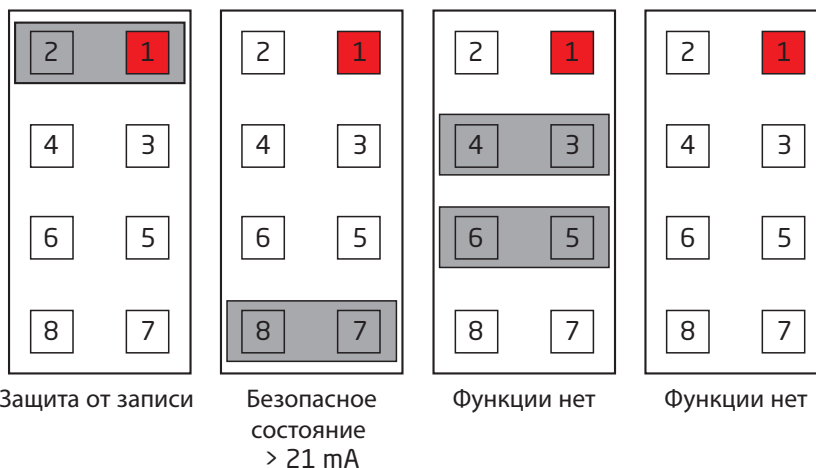 2 1 2 1 2 1 2 1
4 3 4 3 4 3 4 3
6 5 6 5 6 5 6 5
8 7 8 7 8 7 8 7
Защита от записи
Безопасное
состояние
> 21 mA
Функции нет
Функции нет